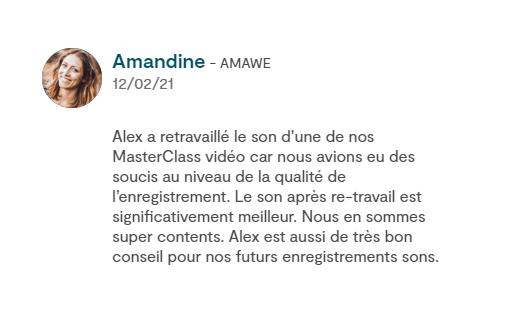 Amandine - AMAWE
12/02/21
Alex a retravaillé le son d’une de nos
MasterClass vidéo car nous avions eu des
soucis au niveau de la qualité de
l’enregistrement. Le son après re-travail est
significativement meilleur. Nous en sommes
super contents. Alex est aussi de très bon
conseil pour nos futurs enregistrements sons.